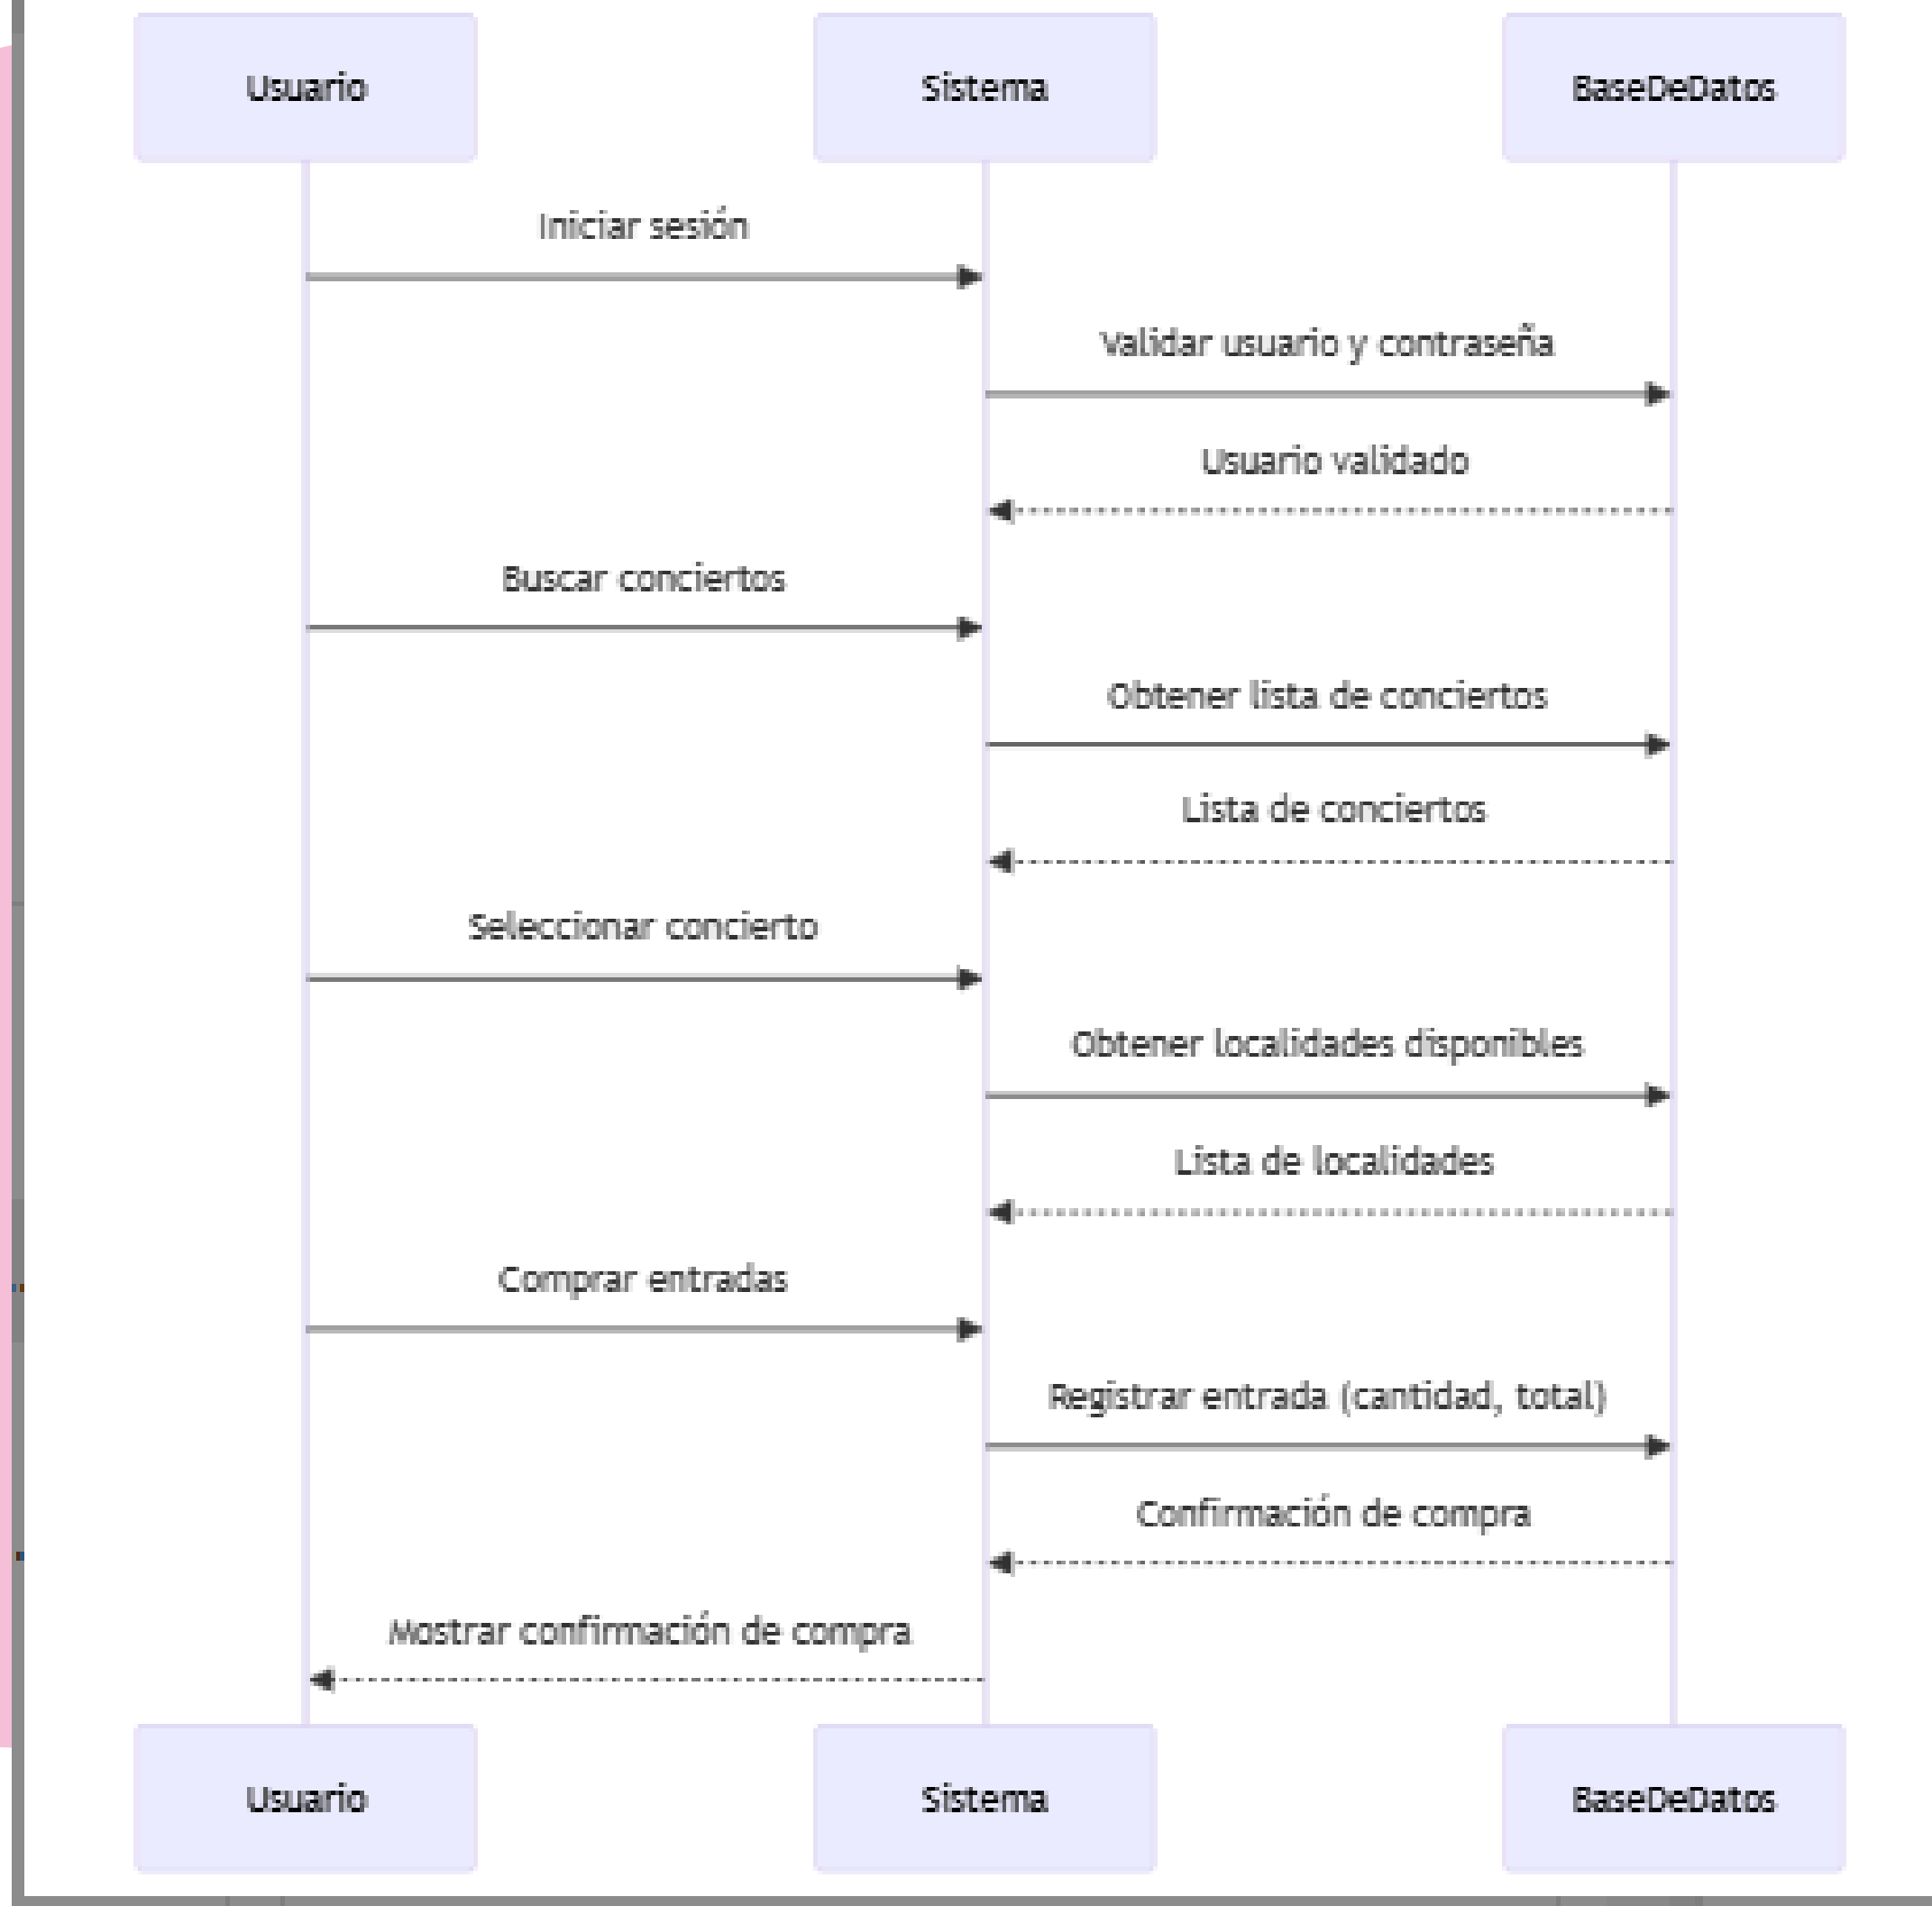 Usuario
Sistema
BaseDeDatos
Iniciar sesión
Validar usuario y contraseña
Usuario validado
Buscar conciertos
Obtener lista de conciertos
Lista de conciertos
Seleccionar concierto
Obtener localidades disponibles
Lista de localidades
Comprar entradas
Registrar entrada (cantidad, total)
Confirmación de compra
Mostrar confirmación de compra
Usuario
Sistema
BaseDeDatos